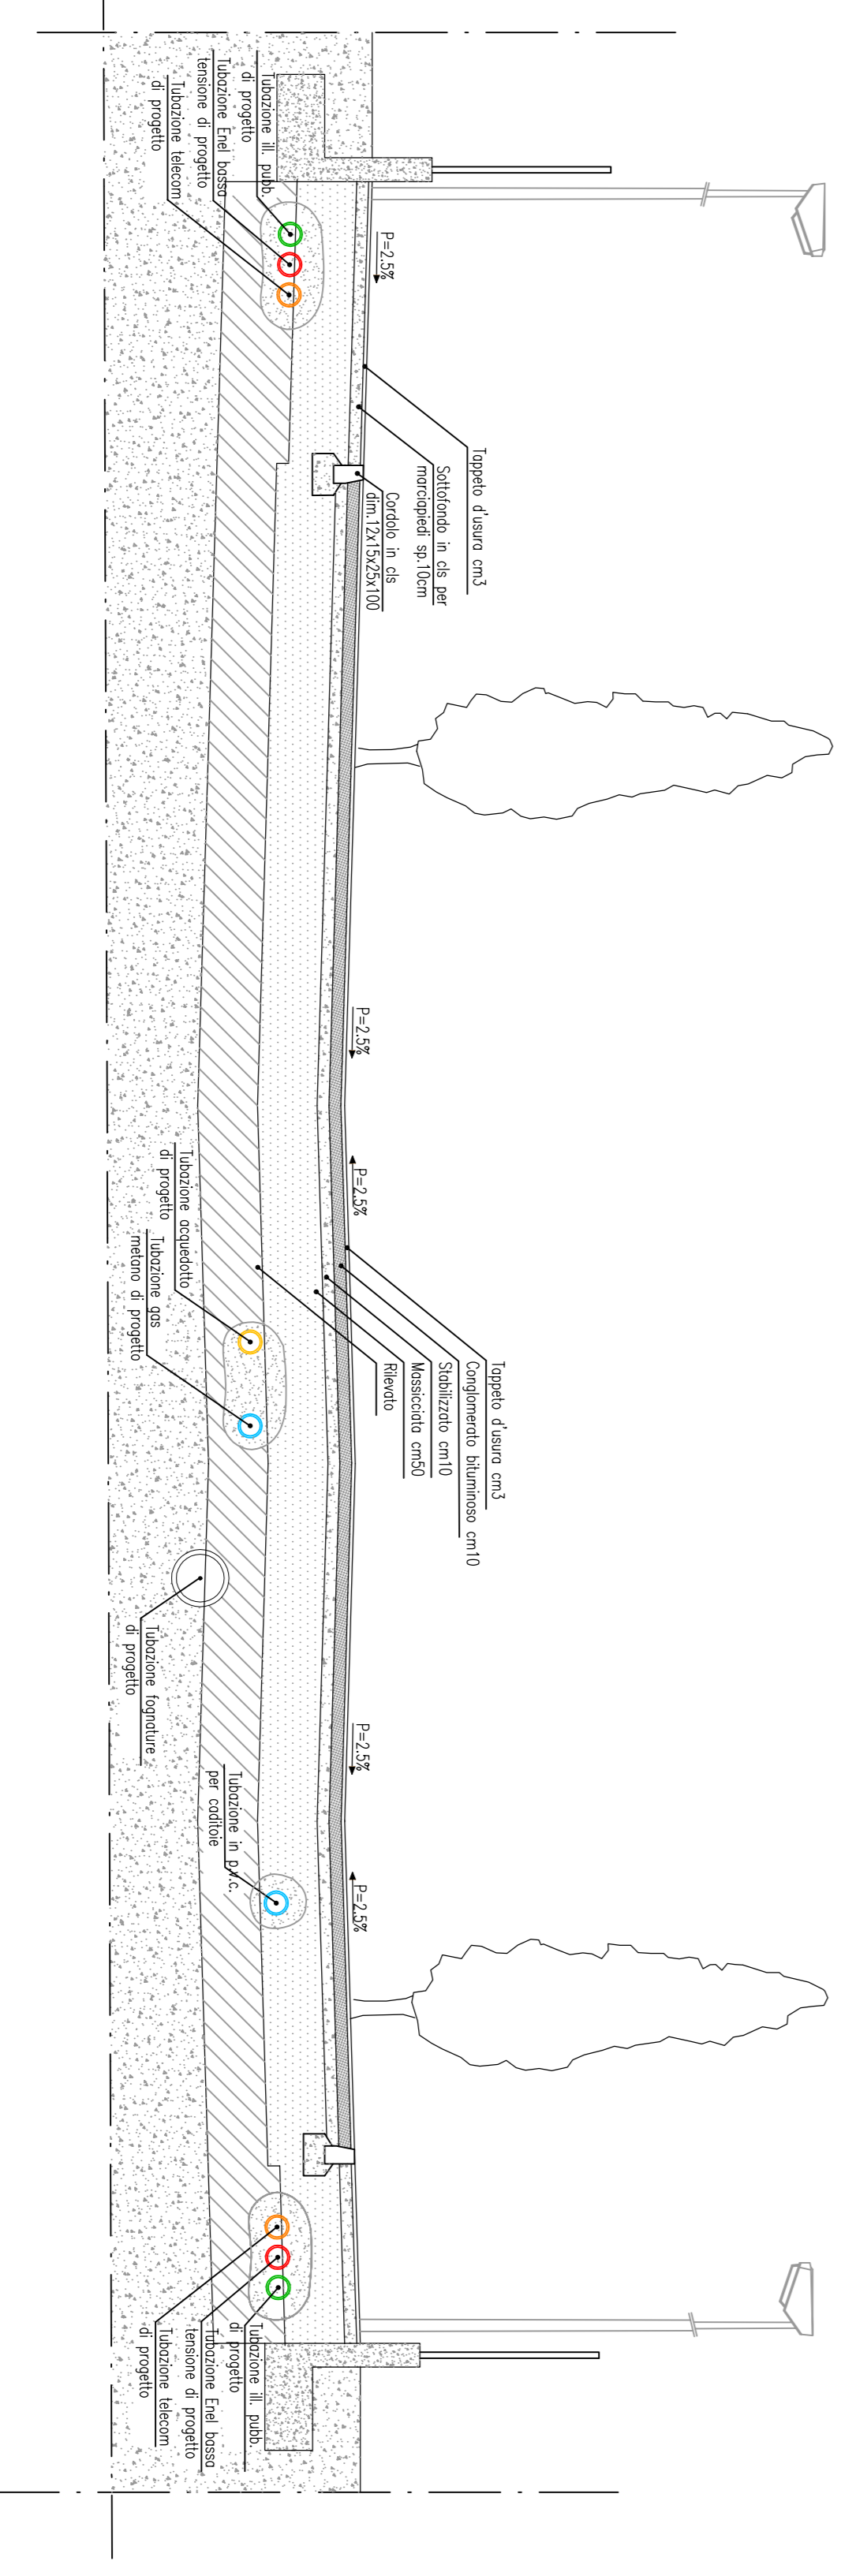 Tubazione ill. pubb.
di progetto
Tubazione Enel bassa
tensione di progetto
Tubazione telecom
di progetto
P=2.5%
Tappeto d'usura cm3
Sottofondo in cls per
marciapiedi sp.10cm
Cordolo in cls
dim.12x15x25x100
P=2.5%
P=2.5%
Tubazione acquedotto
di progetto
Tubazione gas
metano di progetto
Tappeto d'usura cm3
Conglomerato bituminoso cm10
Stabilizzato cm10
Massicciata cm50
Rilevato
Tubazione fognature
di progetto
P=2.5%
P=2.5%
Tubazione in p.v.c.
per caditoie
Tubazione ill. pubb.
di progetto
Tubazione Enel bassa
tensione di progetto
Tubazione telecom
di progetto